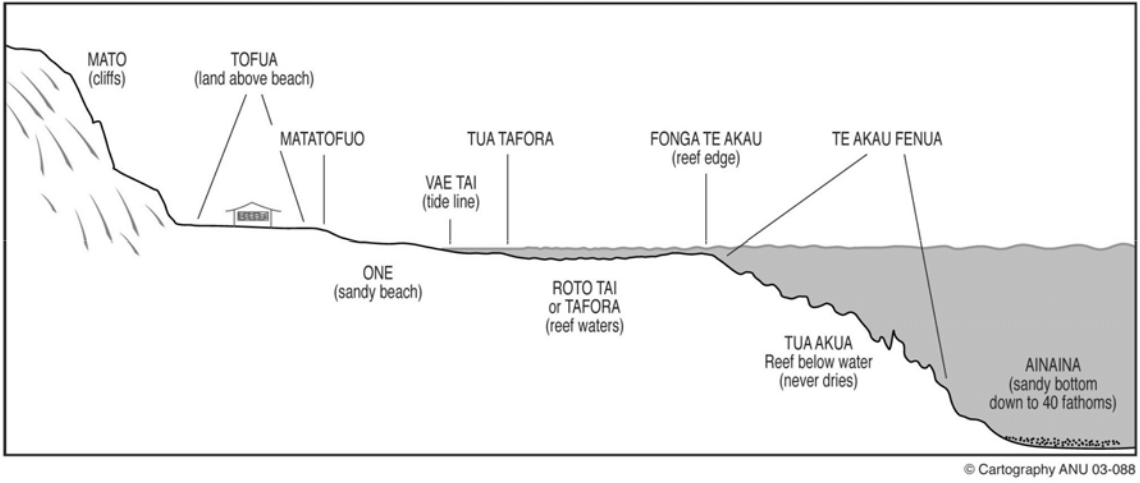 MATO
(cliffs)
TOFUA
(land above beach)
MATATOFUO
TUA TAFORA
FONGA TE AKAU
(reef edge)
TE AKAU FENUA
VAE TAI
(tide line)
ONE
(sandy beach)
ROTO TAI
or TAFORA
(reef waters)
TUA AKUA
Reef below water
(never dries)
AINAINA
(sandy bottom
down to 40 fathoms)
© Cartography ANU 03-088